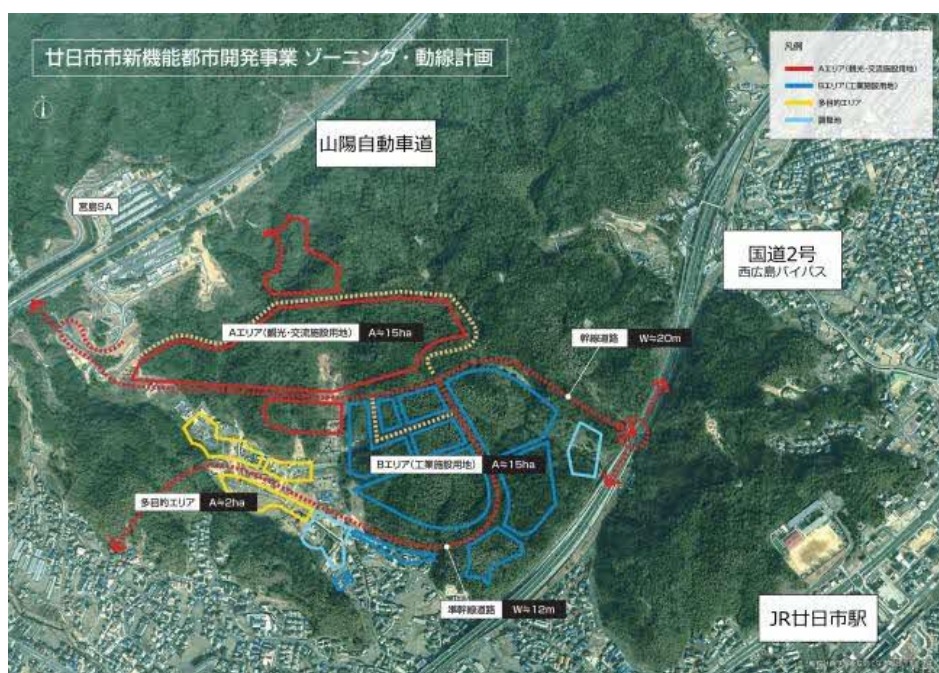 廿日市市新機能都市開発事業 ゾーニング・動線計画
凡例
Aエリア(観光・交流施設用地)
Bエリア(工業施設用地)
多目的エリア
調整池
山陽自動車道
宮島SA
国道2号
西広島バイパス
Aエリア(観光・交流施設用地) A≒15ha
幹線道路 W≒20m
Bエリア(工業施設用地) A≒15ha
多目的エリア A≒2ha
準幹線道路 W≒12m
JR廿日市駅